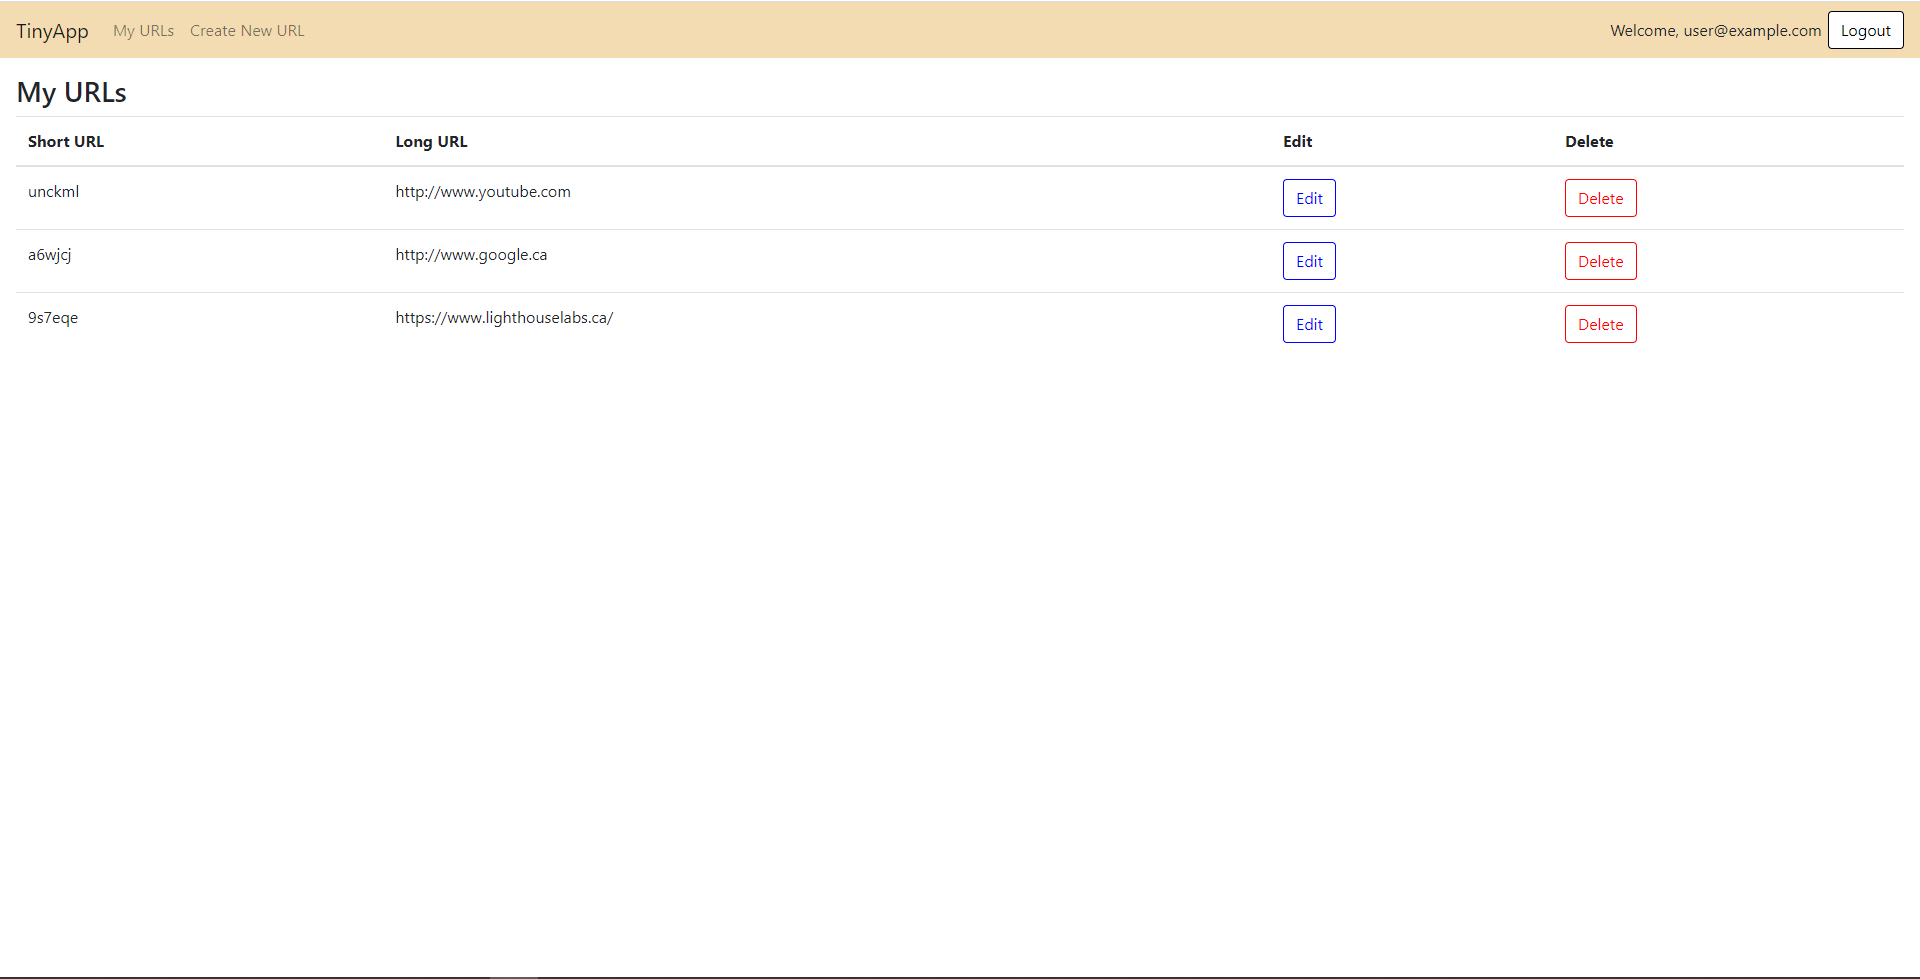 TinyApp My URLs Create New URL Welcome, user@example.com Logout
My URLs
Short URL Long URL Edit Delete
unckml http://www.youtube.com Edit Delete
a6wjcj http://www.google.ca Edit Delete
9s7eqe https://www.lighthouselabs.ca/ Edit Delete